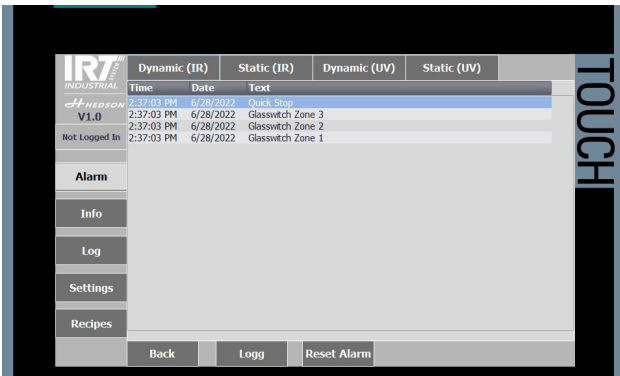 IRT SYSTEM
INDUSTRIAL
HEDSON
V1.0
Not Logged In
Alarm
Info
Log
Settings
Recipes
Dynamic (IR) Static (IR) Dynamic (UV) Static (UV)
Time Date Text
2:37:03 PM 6/28/2022 Quick Stop
2:37:03 PM 6/28/2022 Glasswitch Zone 3
2:37:03 PM 6/28/2022 Glasswitch Zone 2
2:37:03 PM 6/28/2022 Glasswitch Zone 1
Back Logg Reset Alarm
TOUCH